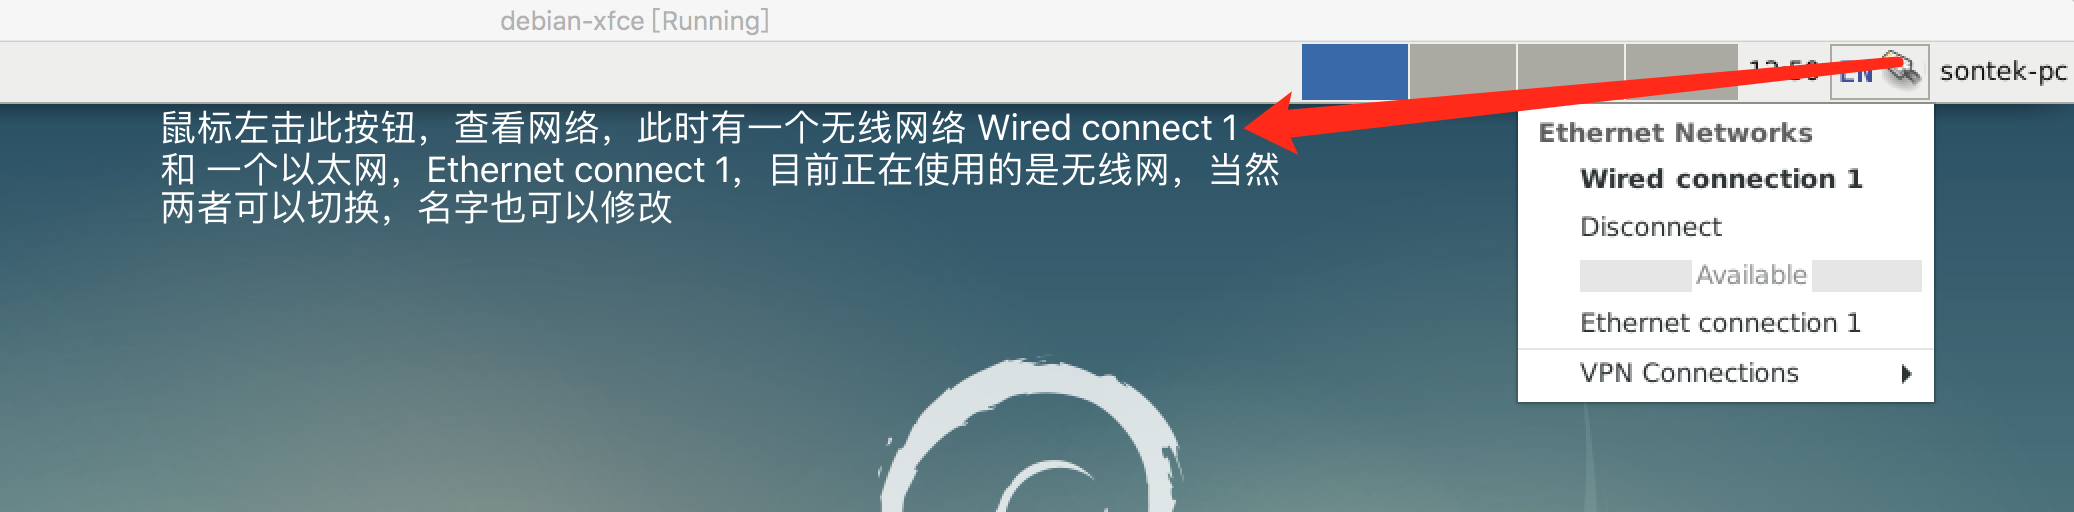 debian-xfce [Running]
EN
sontek-pc
鼠标左击此按钮，查看网络，此时有一个无线网络 Wired connect 1
和 一个以太网，Ethernet connect 1，目前正在使用的是无线网，当然
两者可以切换，名字也可以修改
Ethernet Networks
Wired connection 1
Disconnect
Available
Ethernet connection 1
VPN Connections